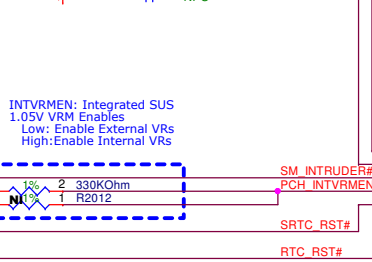 INTVRMEN: Integrated SUS
1.05V VRM Enables
Low: Enable External VRs
High:Enable Internal VRs
SM_INTRUDER#
1% 2 330KOhm PCH_INTVRMEN
1% 1 R2012
SRTC_RST#
RTC_RST#